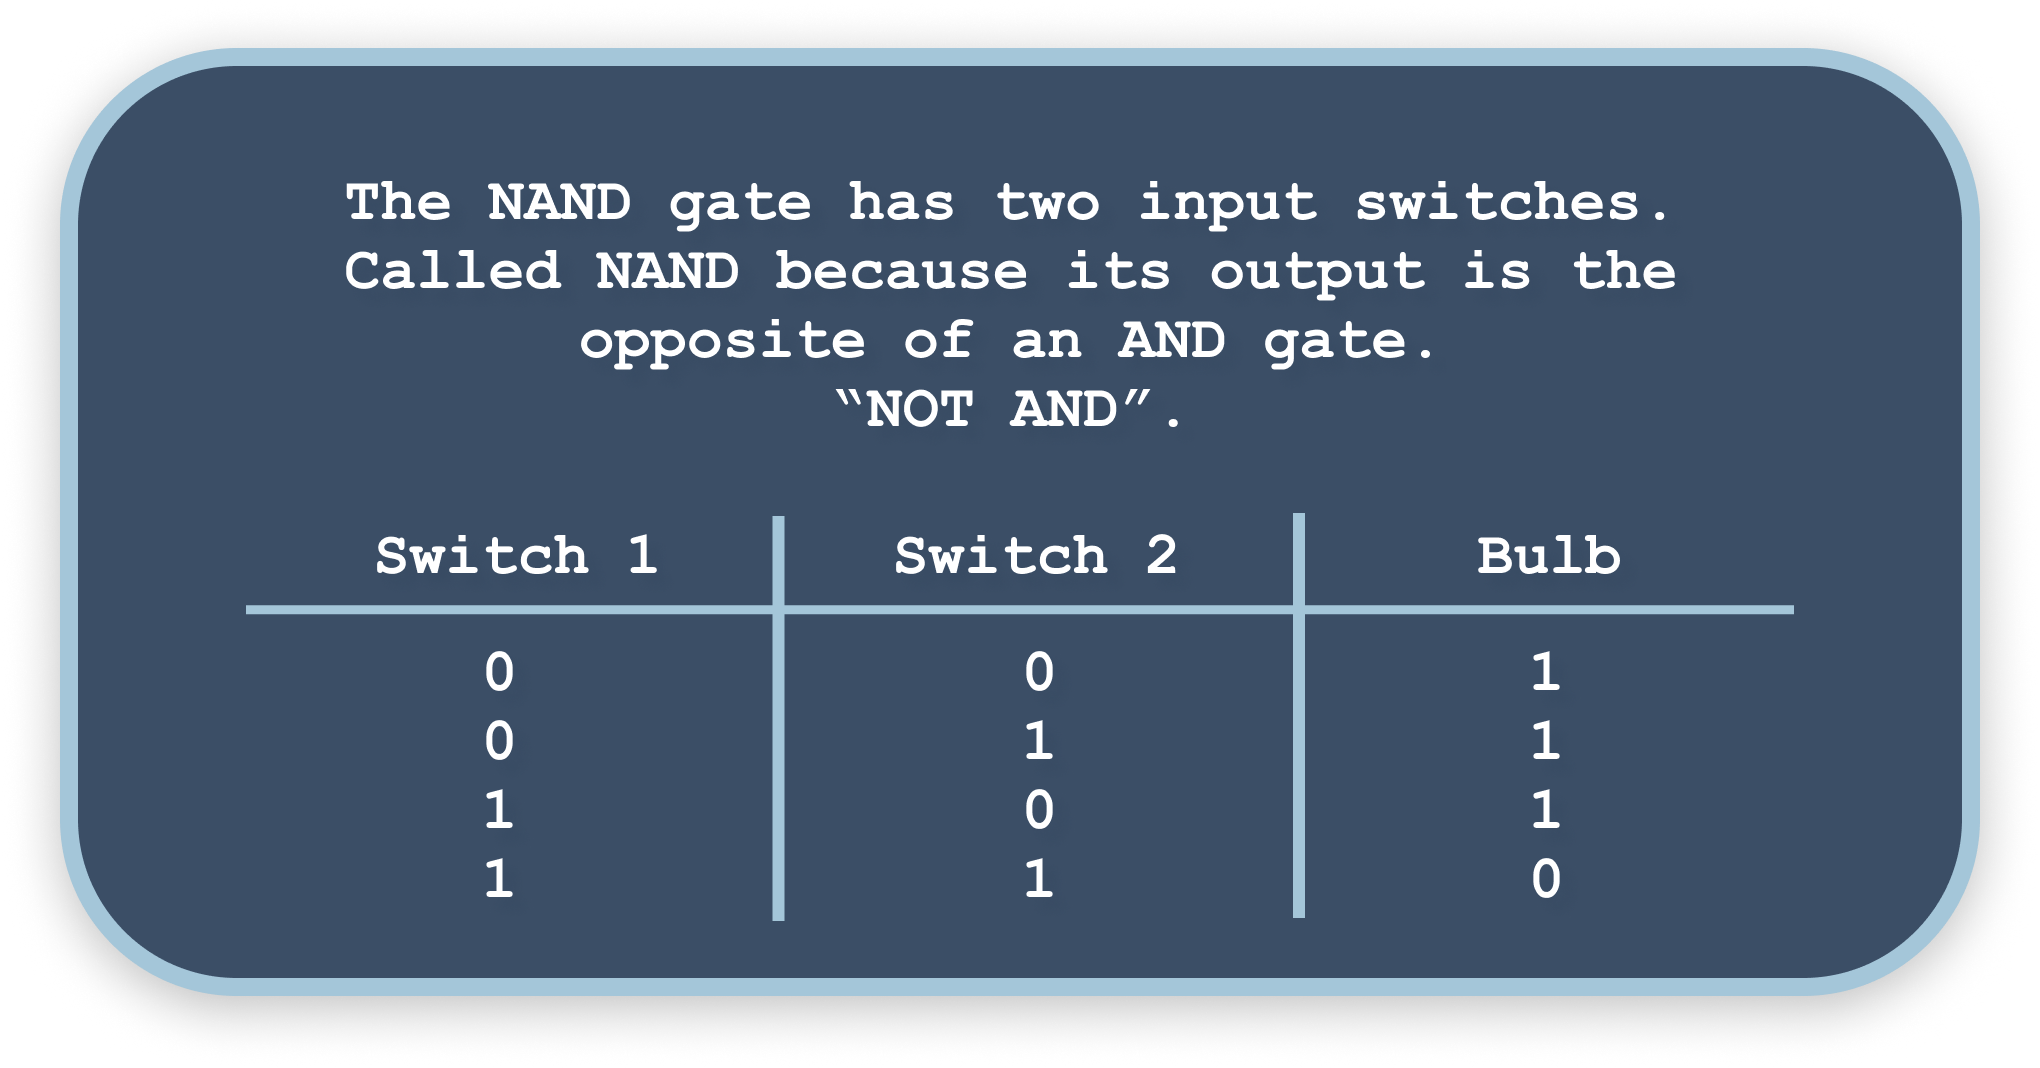 The NAND gate has two input switches.
Called NAND because its output is the
opposite of an AND gate.
“NOT AND”.
Switch 1 Switch 2 Bulb
0 0 1
0 1 1
1 0 1
1 1 0